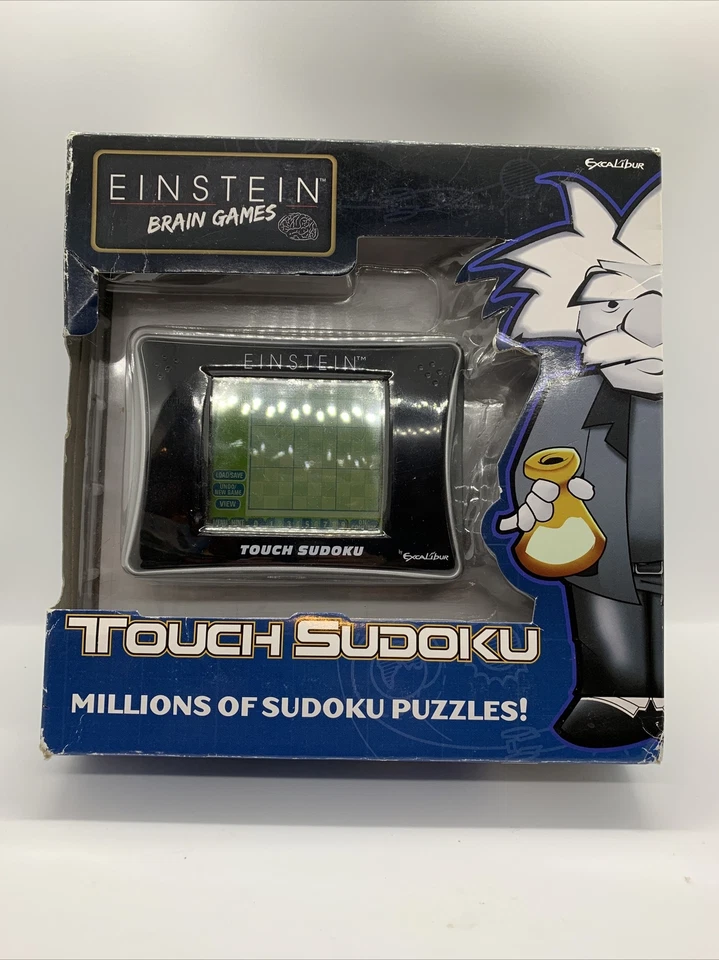 EXCALIBUR
EINSTEIN™
BRAIN GAMES
EINSTEIN™
LOAD/SAVE
UNDO/
NEW GAME
VIEW
TOUCH SUDOKU
by EXCALIBUR
TOUCH SUDOKU
MILLIONS OF SUDOKU PUZZLES!